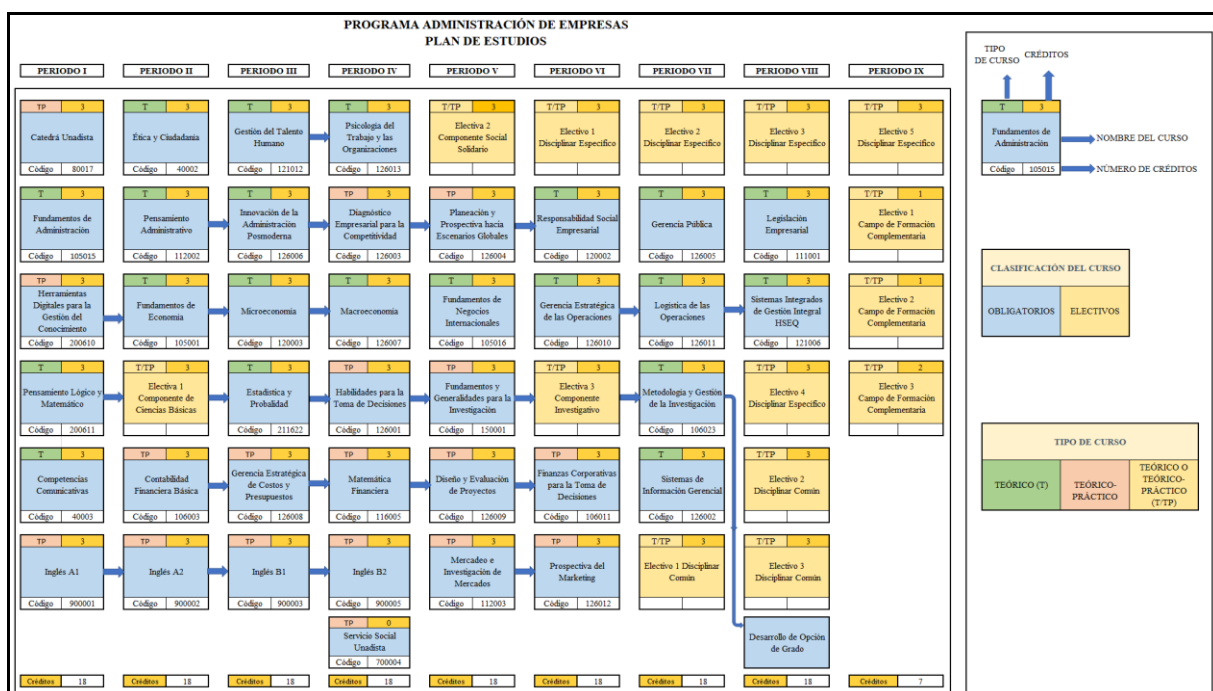 PROGRAMA ADMINISTRACIÓN DE EMPRESAS
PLAN DE ESTUDIOS
PERIODO I PERIODO II PERIODO III PERIODO IV PERIODO V PERIODO VI PERIODO VII PERIODO VIII PERIODO IX
TP 3 T 3 T 3 T 3 T/TP 3 T/TP 3 T/TP 3 T/TP 3 T/TP 3
Catedrá Unadista
Ética y Ciudadania
Gestión del Talento
Humano
Psicología del
Trabajo y las
Organizaciones
Electiva 2
Componente Social
Solidario
Electivo 1
Disciplinar Específico
Electivo 2
Disciplinar Específico
Electivo 3
Disciplinar Específico
Electivo 5
Disciplinar Específico
Código 80017 Código 40002 Código 121012 Código 126013
T 3 T 3 T 3 TP 3 TP 3 T 3 T 3 T 3 T/TP 1
Fundamentos de
Administración
Pensamiento
Administrativo
Innovación de la
Administración
Posmoderna
Diagnóstico
Empresarial para la
Competitividad
Planeación y
Prospectiva hacia
Escenarios Globales
Responsabilidad Social
Empresarial
Gerencia Pública
Legislación
Empresarial
Electivo 1
Campo de Formación
Complementaria
Código 105015 Código 112002 Código 126006 Código 126003 Código 126004 Código 120002 Código 126005 Código 111001
TP 3 T 3 T 3 T 3 T 3 T 3 T 3 T 3 T/TP 1
Herramientas
Digitales para la
Gestión del
Conocimiento
Fundamentos de
Economía
Microeconomía
Macroeconomía
Fundamentos de
Negocios
Internacionales
Gerencia Estratégica
de las Operaciones
Logística de las
Operaciones
Sistemas Integrados
de Gestión Integral
HSEQ
Electivo 2
Campo de Formación
Complementaria
Código 200610 Código 105001 Código 120003 Código 126007 Código 105016 Código 126010 Código 126011 Código 121006
T 3 T/TP 3 T 3 TP 3 TP 3 T/TP 3 T 3 T/TP 3 T/TP 2
Pensamiento Lógico y
Matemático
Electiva 1
Componente de
Ciencias Básicas
Estadística y
Probalidad
Habilidades para la
Toma de Decisiones
Fundamentos y
Generalidades para la
Investigación
Electiva 3
Componente
Investigativo
Metodología y Gestión
de la Investigación
Electivo 4
Disciplinar Específico
Electivo 3
Campo de Formación
Complementaria
Código 200611 Código 211622 Código 126001 Código 150001 Código 106023
T 3 TP 3 TP 3 TP 3 TP 3 TP 3 T 3 T/TP 3
Competencias
Comunicativas
Contabilidad
Financiera Básica
Gerencia Estratégica
de Costos y
Presupuestos
Matemática
Financiera
Diseño y Evaluación
de Proyectos
Finanzas Corporativas
para la Toma de
Decisiones
Sistemas de
Información Gerencial
Electivo 2
Disciplinar Común
Código 40003 Código 106003 Código 126008 Código 116005 Código 126009 Código 106011 Código 126002
TP 3 TP 3 TP 3 TP 3 TP 3 TP 3 T/TP 3 T/TP 3
Inglés A1
Inglés A2
Inglés B1
Inglés B2
Mercadeo e
Investigación de
Mercados
Prospectiva del
Marketing
Electivo 1 Disciplinar
Común
Electivo 3
Disciplinar Común
Código 900001 Código 900002 Código 900003 Código 900005 Código 112003 Código 126012
TP 0
Servicio Social
Unadista
Código 700004
Desarrollo de Opción
de Grado
Créditos 18 Créditos 18 Créditos 18 Créditos 18 Créditos 18 Créditos 18 Créditos 18 Créditos 18 Créditos 7
TIPO
DE CURSO
CRÉDITOS
T 3
Fundamentos de
Administración
Código 105015
NOMBRE DEL CURSO
NÚMERO DE CRÉDITOS
CLASIFICACIÓN DEL CURSO
OBLIGATORIOS ELECTIVOS
TIPO DE CURSO
TEÓRICO (T)
TEÓRICO-
PRÁCTICO
TEÓRICO O
TEÓRICO-
PRÁCTICO
(T/TP)